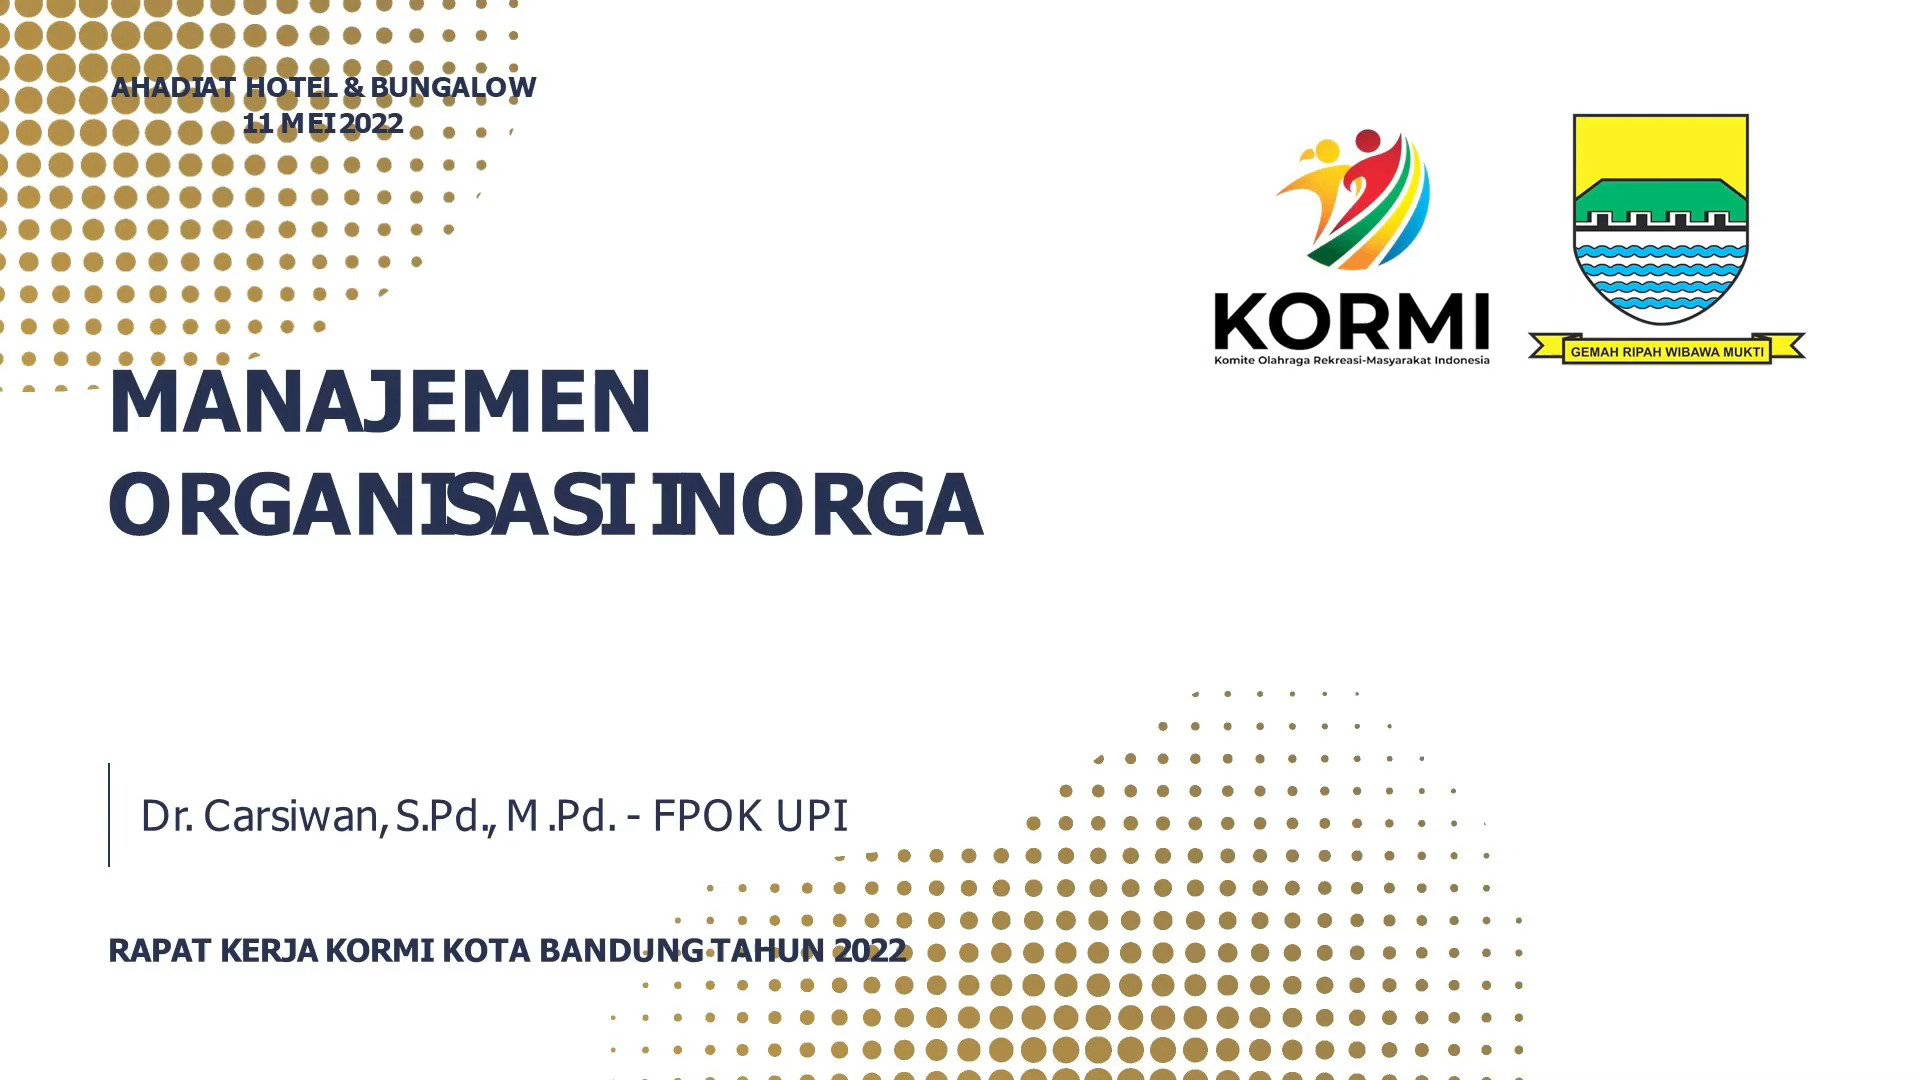 AHADIAT HOTEL & BUNGALOW
11 MEI 2022
KORMI
Komite Olahraga Rekreasi-Masyarakat Indonesia
GEMAH RIPAH WIBAWA MUKTI
MANAJEMEN
ORGANISASI INORGA
Dr. Carsiwan, S.Pd., M.Pd. - FPOK UPI
RAPAT KERJA KORMI KOTA BANDUNG TAHUN 2022